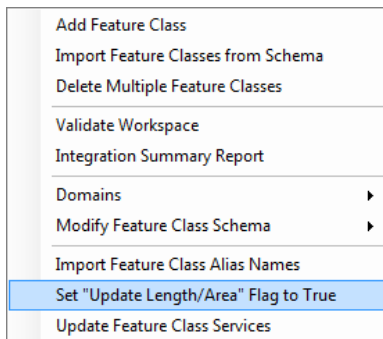 Add Feature Class
Import Feature Classes from Schema
Delete Multiple Feature Classes
Validate Workspace
Integration Summary Report
Domains
Modify Feature Class Schema
Import Feature Class Alias Names
Set "Update Length/Area" Flag to True
Update Feature Class Services